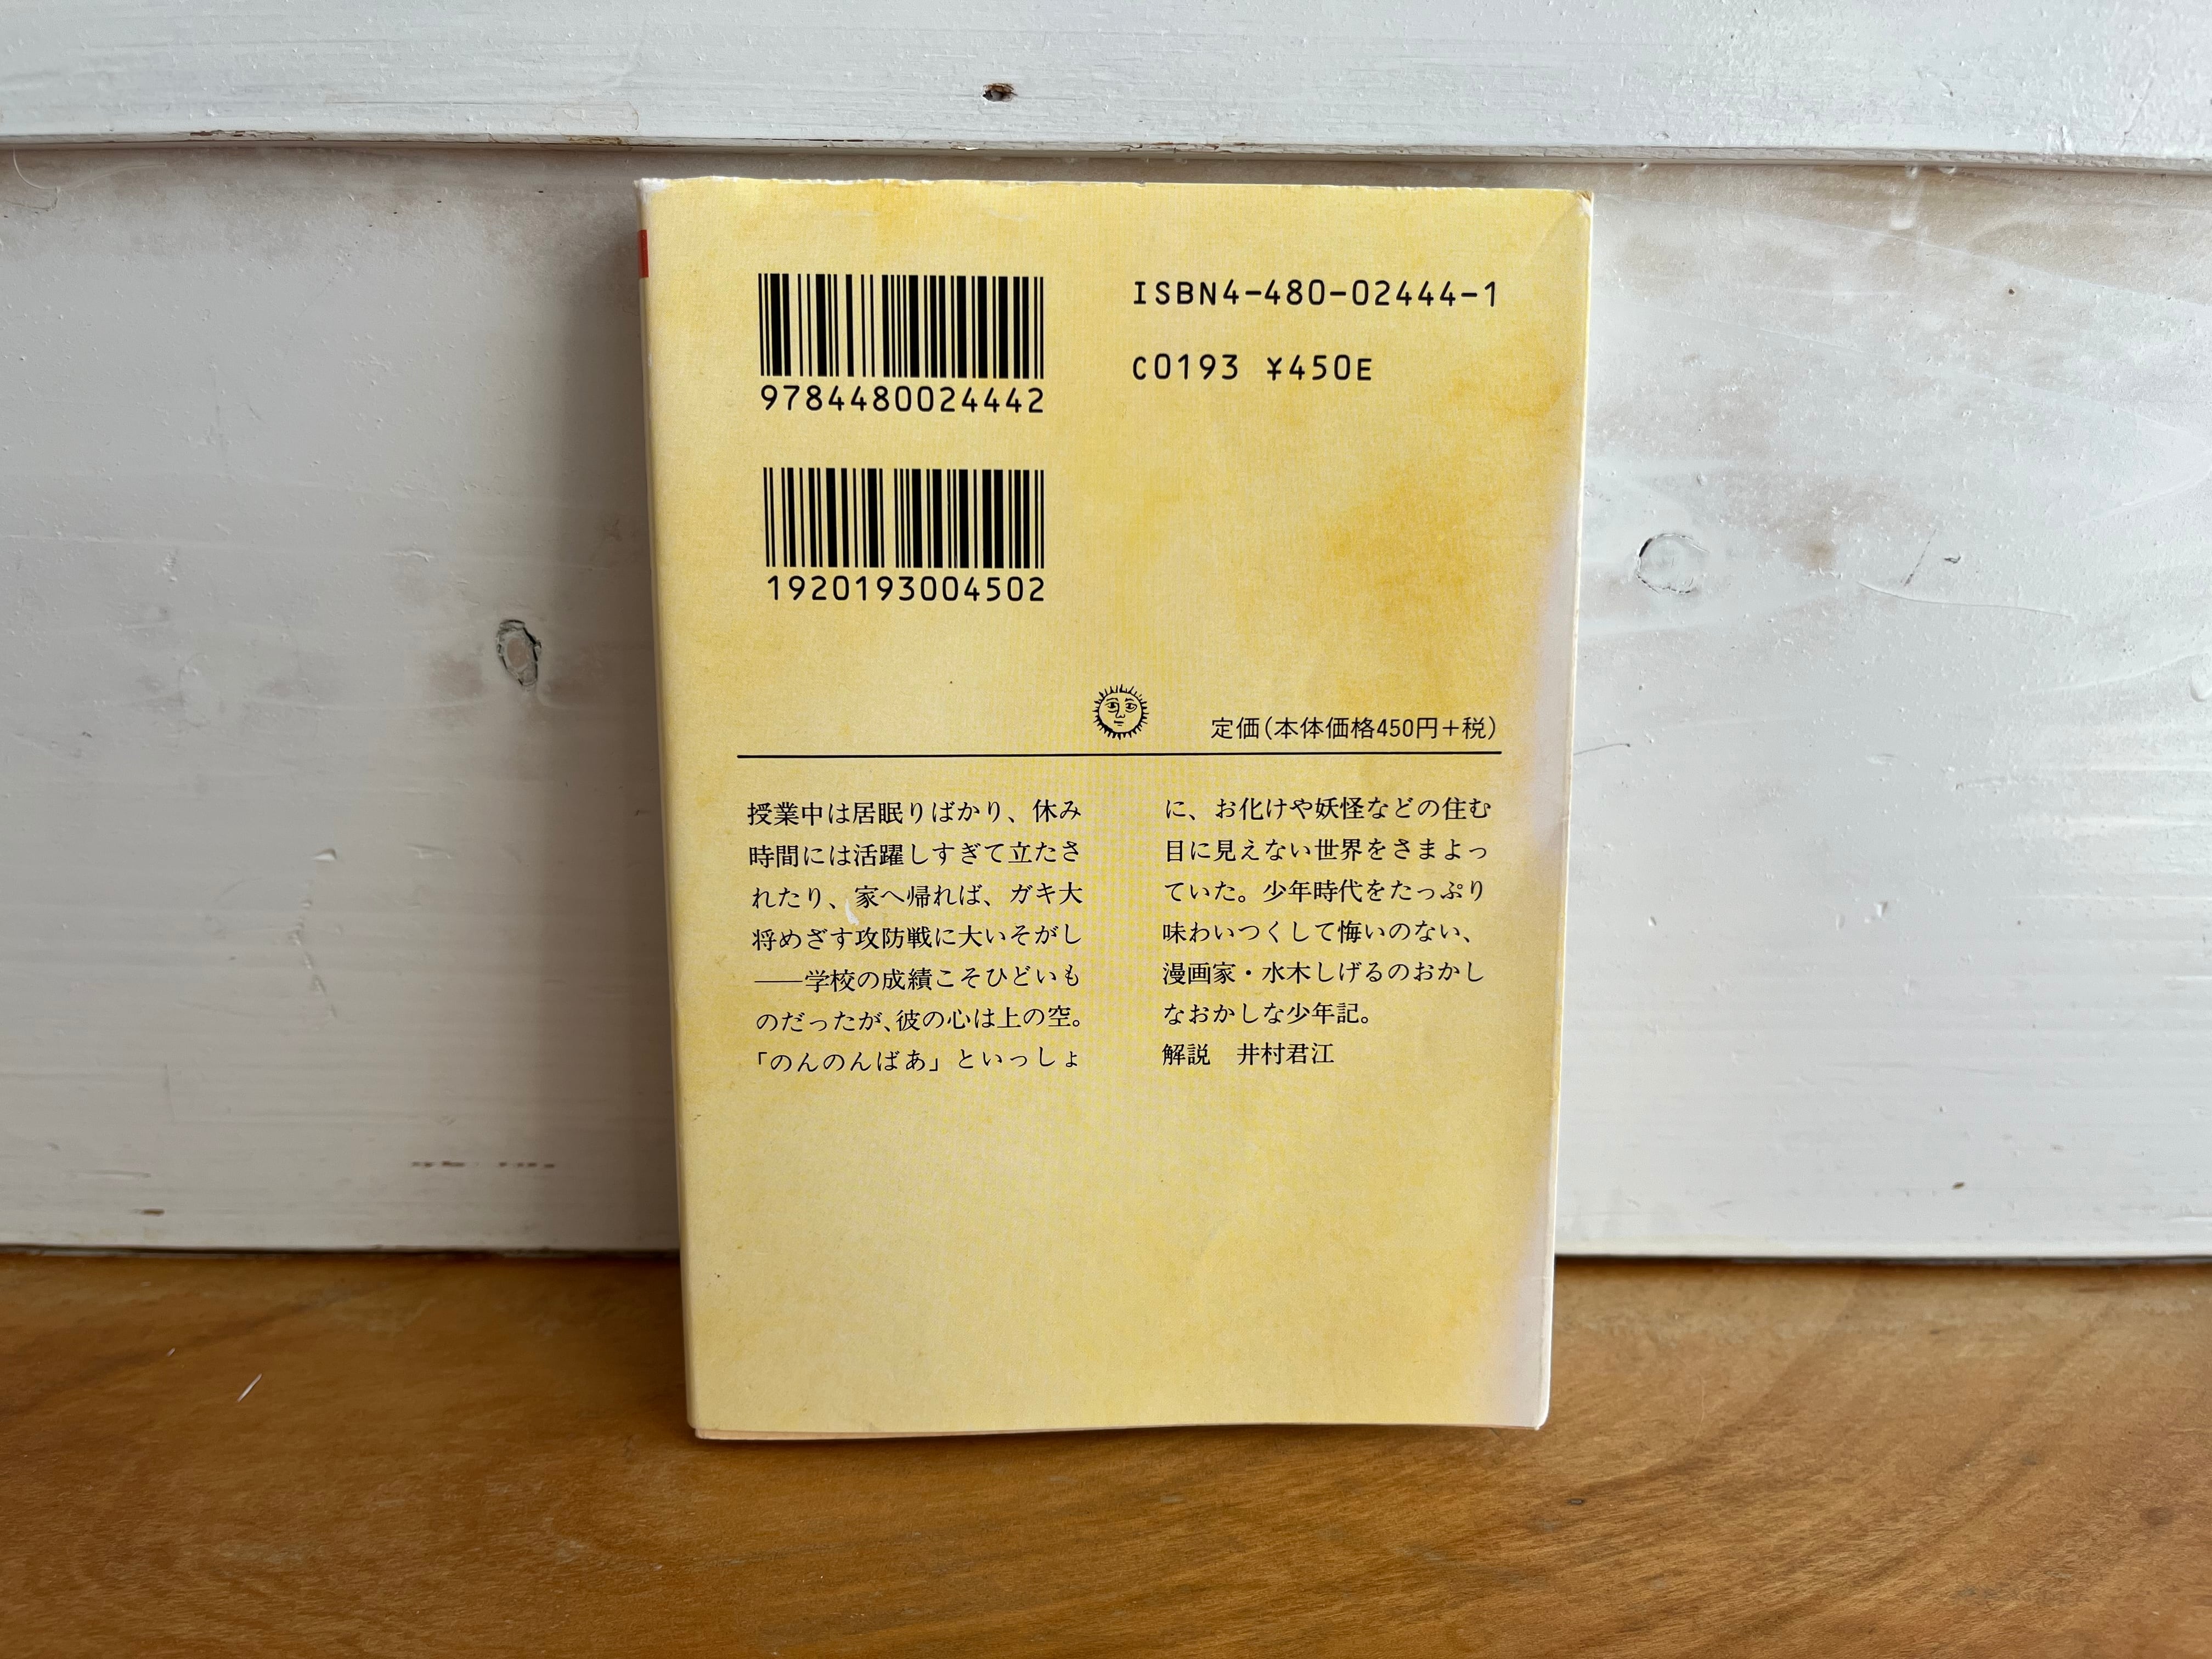 9784480024442
ISBN4-480-02444-1
C0193 ¥450E
1920193004502
定価(本体価格450円+税)
授業中は居眠りばかり、休み
時間には活躍しすぎて立たさ
れたり、家へ帰れば、ガキ大
将めざす攻防戦に大いそがし
――学校の成績こそひどいも
のだったが、彼の心は上の空。
「のんのんばあ」といっしょ
に、お化けや妖怪などの住む
目に見えない世界をさまよっ
ていた。少年時代をたっぷり
味わいつくして悔いのない、
漫画家・水木しげるのおかし
なおかしな少年記。
解説　井村君江